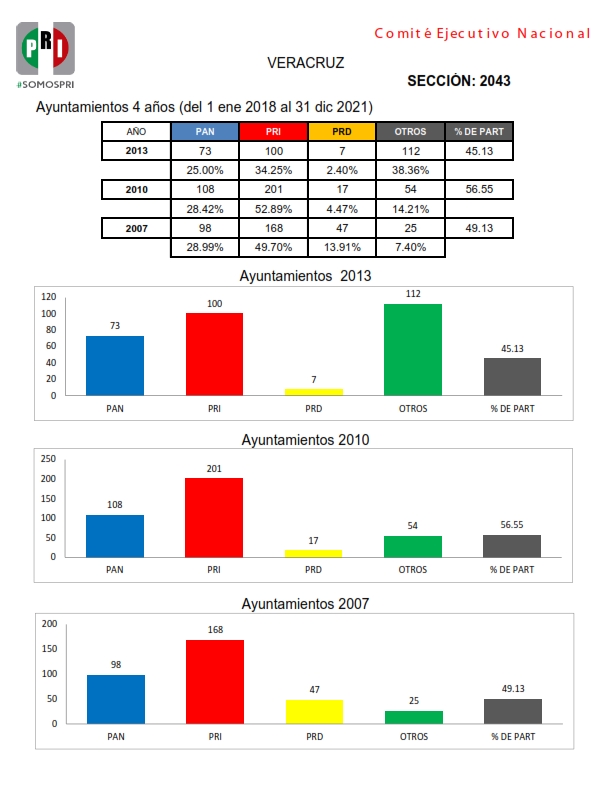 Comité Ejecutivo Nacional
PRI
#SOMOSPRI
VERACRUZ
SECCIÓN: 2043
Ayuntamientos 4 años (del 1 ene 2018 al 31 dic 2021)
AÑO PAN PRI PRD OTROS % DE PART
2013 73 100 7 112 45.13
25.00% 34.25% 2.40% 38.36%
2010 108 201 17 54 56.55
28.42% 52.89% 4.47% 14.21%
2007 98 168 47 25 49.13
28.99% 49.70% 13.91% 7.40%
Ayuntamientos 2013
120
100
80
60
40
20
0
73 100 7 112 45.13
PAN PRI PRD OTROS % DE PART
Ayuntamientos 2010
250
200
150
100
50
0
108 201 17 54 56.55
PAN PRI PRD OTROS % DE PART
Ayuntamientos 2007
200
150
100
50
0
98 168 47 25 49.13
PAN PRI PRD OTROS % DE PART